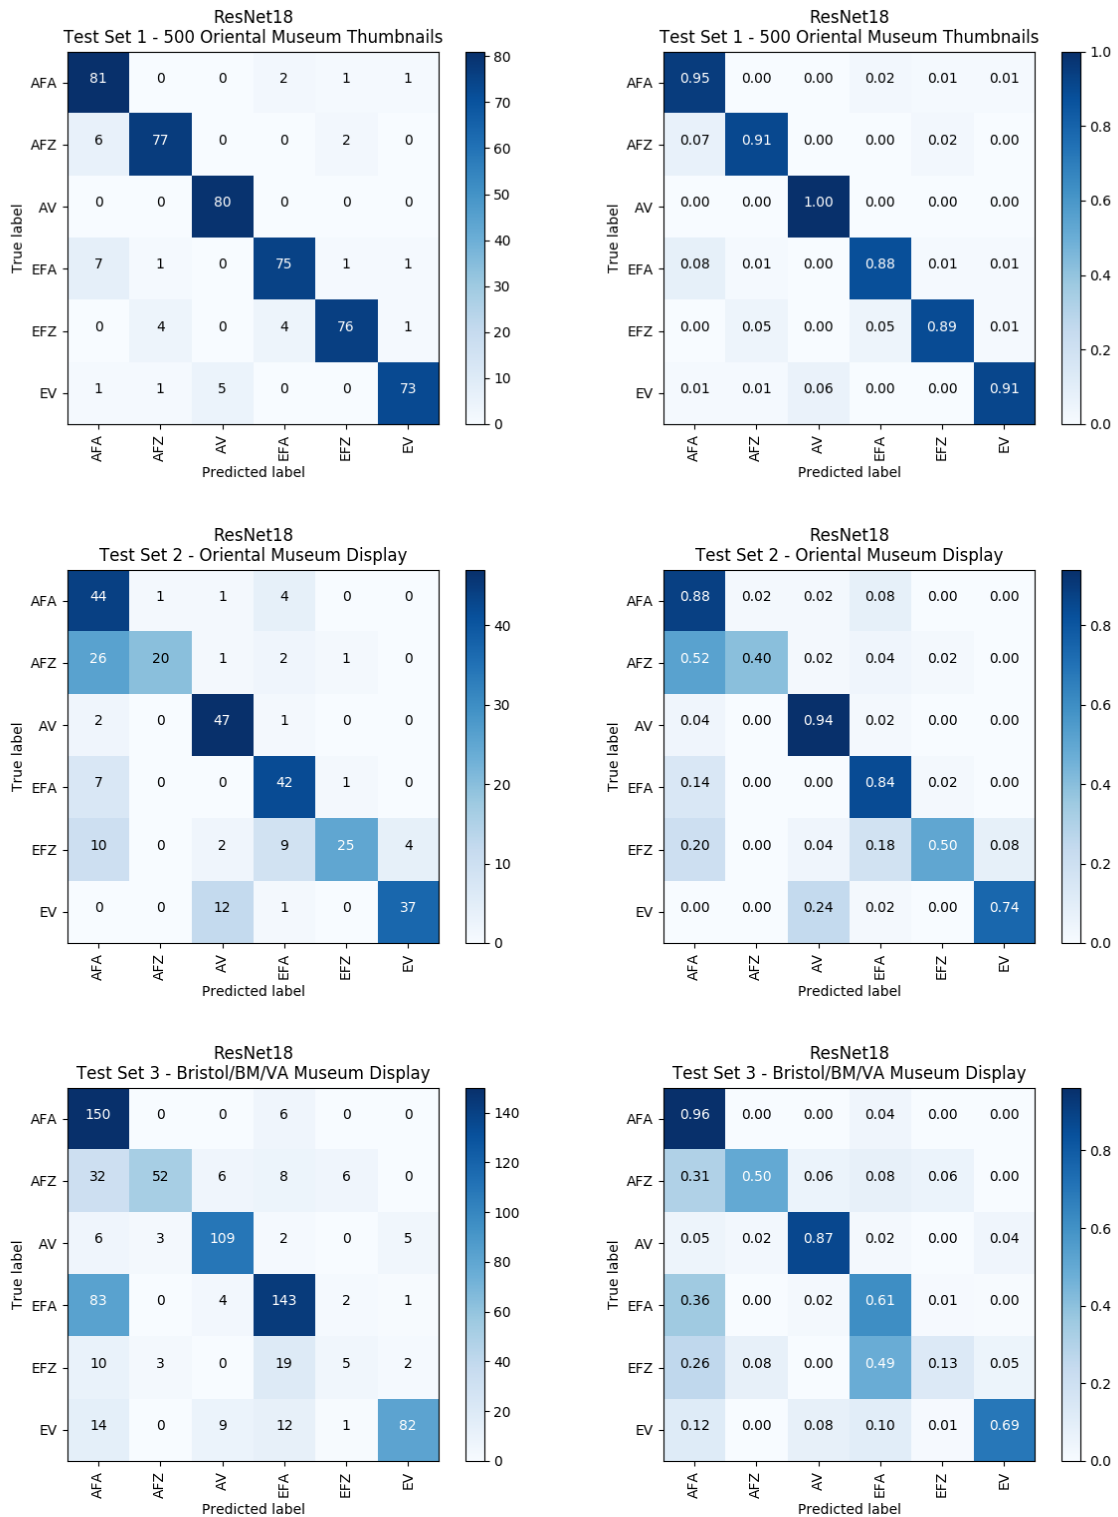 ResNet18
Test Set 1 - 500 Oriental Museum Thumbnails
AFA 81 0 0 2 1 1
AFZ 6 77 0 0 2 0
AV 0 0 80 0 0 0
EFA 7 1 0 75 1 1
EFZ 0 4 0 4 76 1
EV 1 1 5 0 0 73
AFA AFZ AV EFA EFZ EV
True label
Predicted label
80
70
60
50
40
30
20
10
0
ResNet18
Test Set 1 - 500 Oriental Museum Thumbnails
AFA 0.95 0.00 0.00 0.02 0.01 0.01
AFZ 0.07 0.91 0.00 0.00 0.02 0.00
AV 0.00 0.00 1.00 0.00 0.00 0.00
EFA 0.08 0.01 0.00 0.88 0.01 0.01
EFZ 0.00 0.05 0.00 0.05 0.89 0.01
EV 0.01 0.01 0.06 0.00 0.00 0.91
AFA AFZ AV EFA EFZ EV
True label
Predicted label
1.0
0.8
0.6
0.4
0.2
0.0
ResNet18
Test Set 2 - Oriental Museum Display
AFA 44 1 1 4 0 0
AFZ 26 20 1 2 1 0
AV 2 0 47 1 0 0
EFA 7 0 0 42 1 0
EFZ 10 0 2 9 25 4
EV 0 0 12 1 0 37
AFA AFZ AV EFA EFZ EV
True label
Predicted label
40
30
20
10
0
ResNet18
Test Set 2 - Oriental Museum Display
AFA 0.88 0.02 0.02 0.08 0.00 0.00
AFZ 0.52 0.40 0.02 0.04 0.02 0.00
AV 0.04 0.00 0.94 0.02 0.00 0.00
EFA 0.14 0.00 0.00 0.84 0.02 0.00
EFZ 0.20 0.00 0.04 0.18 0.50 0.08
EV 0.00 0.00 0.24 0.02 0.00 0.74
AFA AFZ AV EFA EFZ EV
True label
Predicted label
0.8
0.6
0.4
0.2
0.0
ResNet18
Test Set 3 - Bristol/BM/VA Museum Display
AFA 150 0 0 6 0 0
AFZ 32 52 6 8 6 0
AV 6 3 109 2 0 5
EFA 83 0 4 143 2 1
EFZ 10 3 0 19 5 2
EV 14 0 9 12 1 82
AFA AFZ AV EFA EFZ EV
True label
Predicted label
140
120
100
80
60
40
20
0
ResNet18
Test Set 3 - Bristol/BM/VA Museum Display
AFA 0.96 0.00 0.00 0.04 0.00 0.00
AFZ 0.31 0.50 0.06 0.08 0.06 0.00
AV 0.05 0.02 0.87 0.02 0.00 0.04
EFA 0.36 0.00 0.02 0.61 0.01 0.00
EFZ 0.26 0.08 0.00 0.49 0.13 0.05
EV 0.12 0.00 0.08 0.10 0.01 0.69
AFA AFZ AV EFA EFZ EV
True label
Predicted label
0.8
0.6
0.4
0.2
0.0